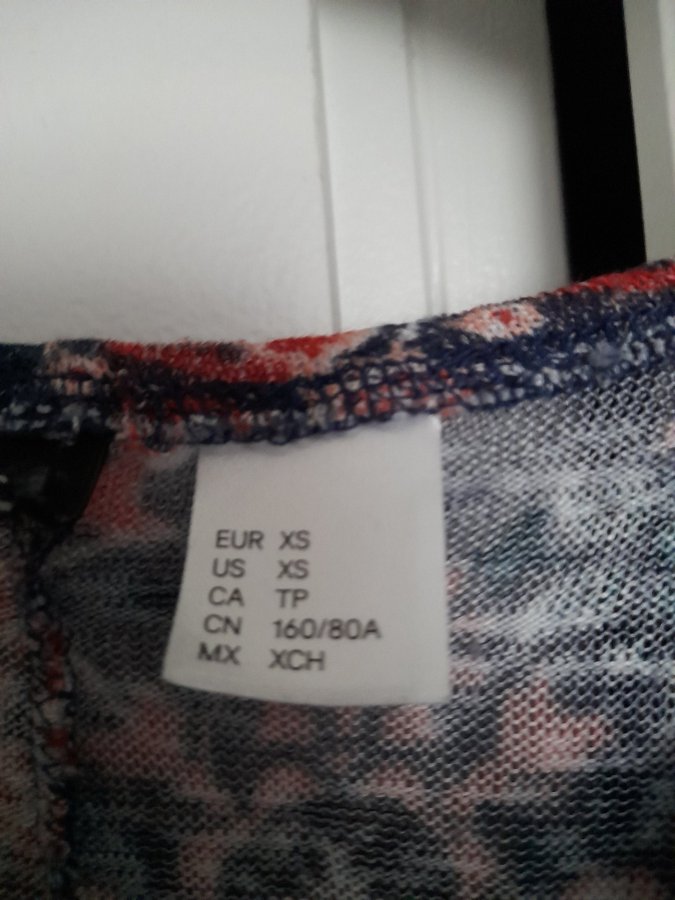 EUR XS
US XS
CA TP
CN 160/80A
MX XCH